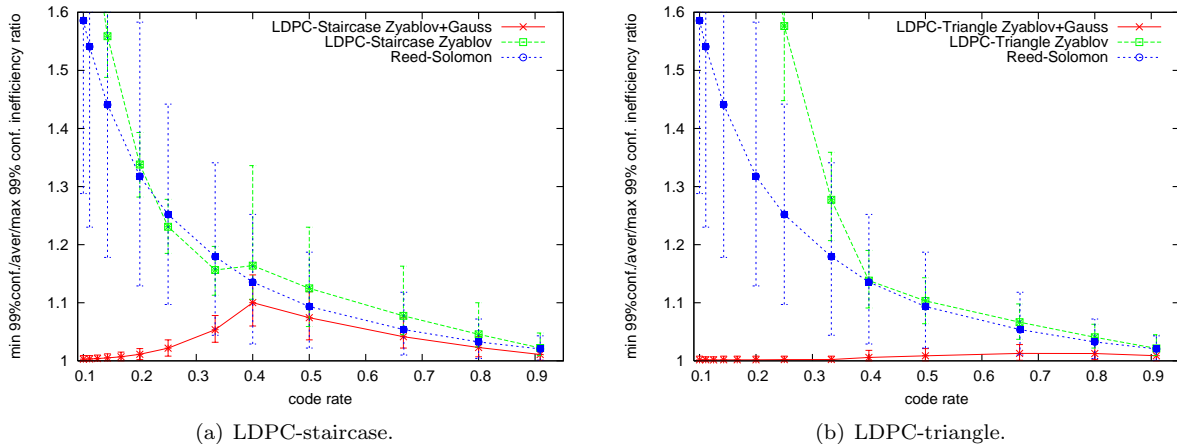 min 99%conf./aver/max 99% conf. inefficiency ratio
1.6
1.5
1.4
1.3
1.2
1.1
1
LDPC-Staircase Zyablov+Gauss
LDPC-Staircase Zyablov
Reed-Solomon
0.1 0.2 0.3 0.4 0.5 0.6 0.7 0.8 0.9
code rate
(a) LDPC-staircase.
min 99%conf./aver/max 99% conf. inefficiency ratio
1.6
1.5
1.4
1.3
1.2
1.1
1
LDPC-Triangle Zyablov+Gauss
LDPC-Triangle Zyablov
Reed-Solomon
0.1 0.2 0.3 0.4 0.5 0.6 0.7 0.8 0.9
code rate
(b) LDPC-triangle.